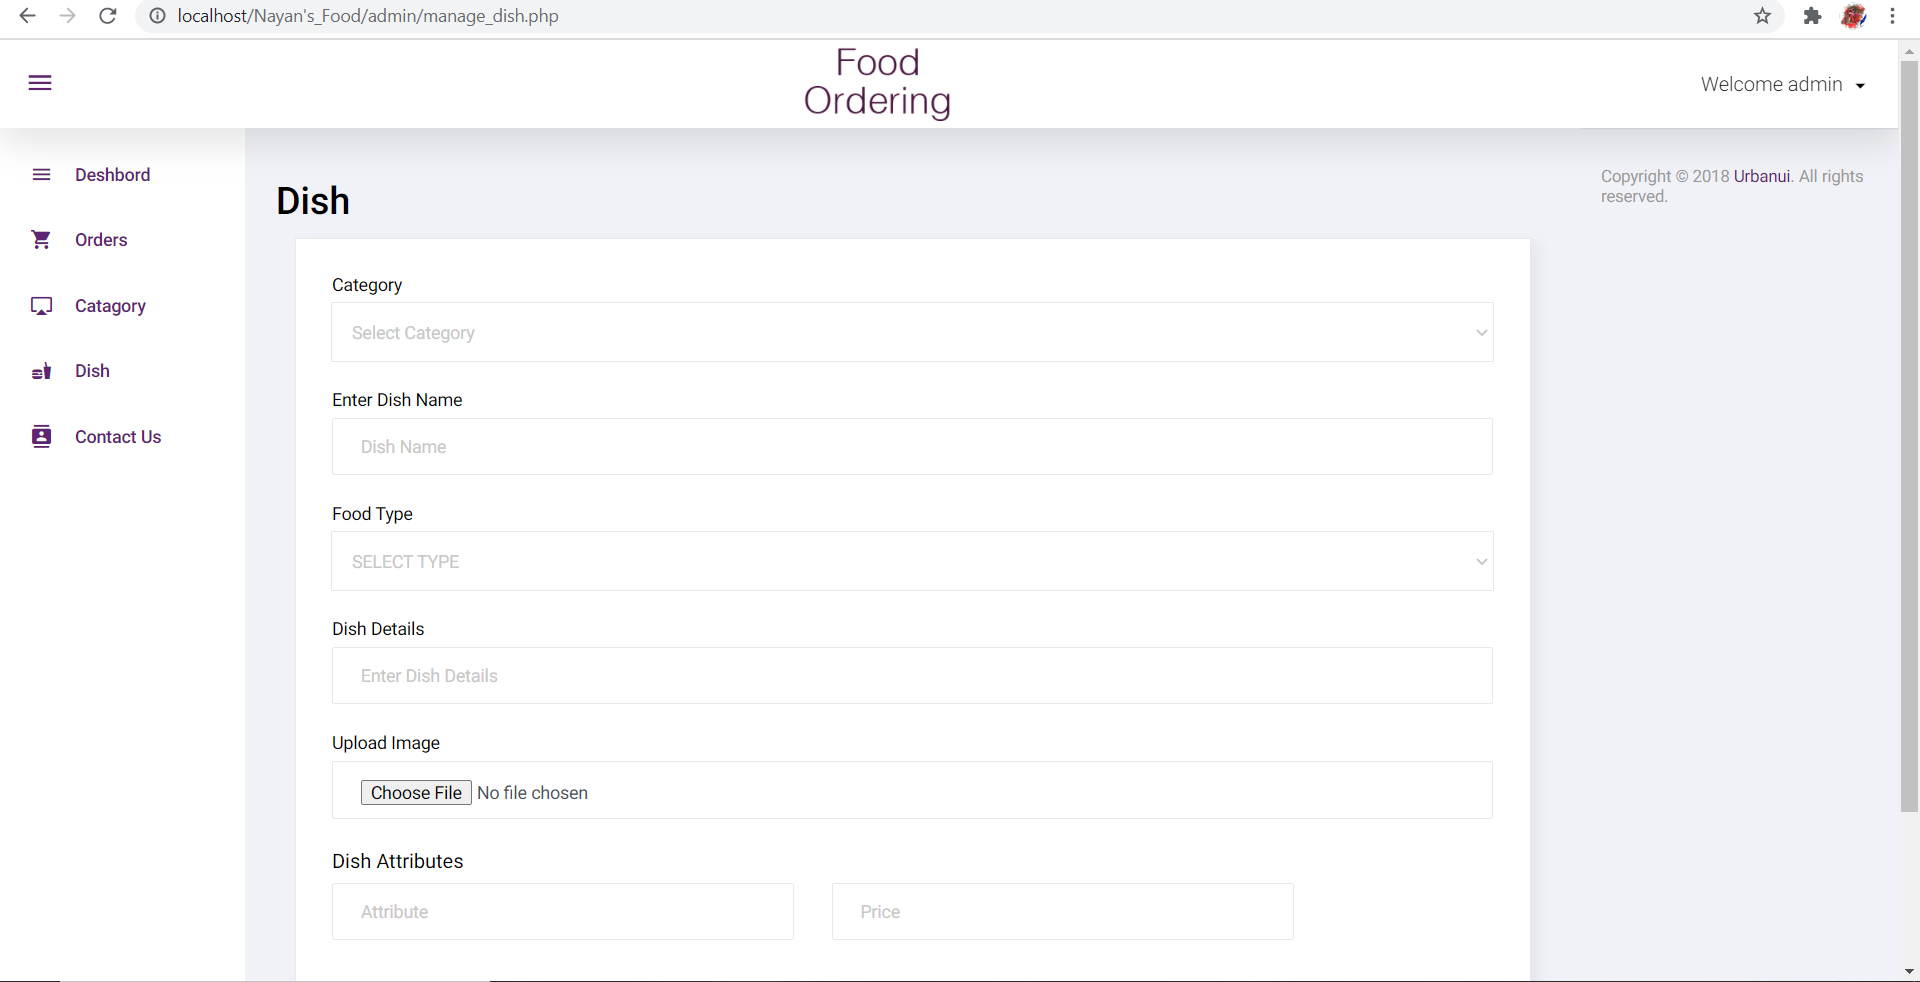 localhost/Nayan's_Food/admin/manage_dish.php
Food
Ordering
Welcome admin
Deshbord
Orders
Catagory
Dish
Contact Us
Dish
Category
Select Category
Enter Dish Name
Dish Name
Food Type
SELECT TYPE
Dish Details
Enter Dish Details
Upload Image
Choose File No file chosen
Dish Attributes
Attribute
Price
Copyright © 2018 Urbanui. All rights
reserved.